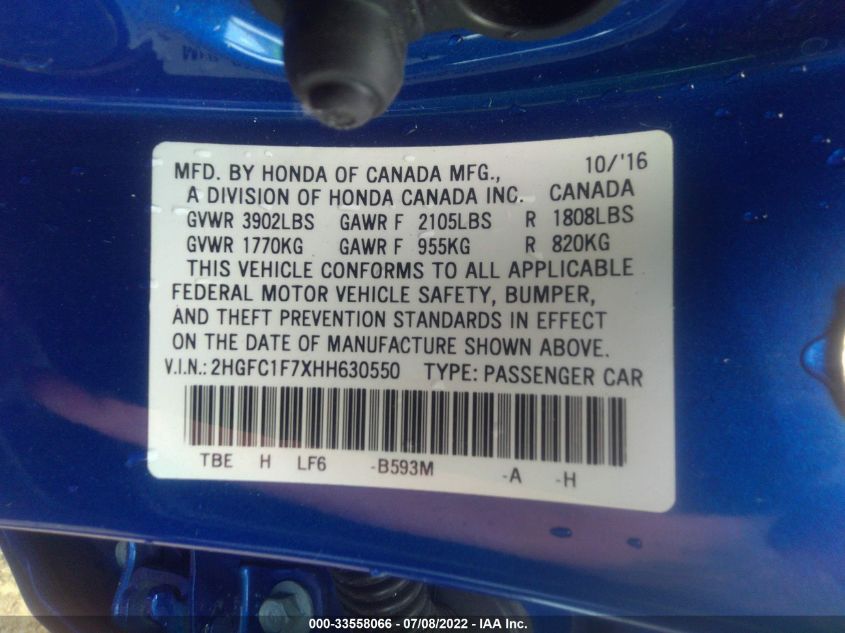 MFD. BY HONDA OF CANADA MFG., 10/'16
A DIVISION OF HONDA CANADA INC. CANADA
GVWR 3902LBS GAWR F 2105LBS R 1808LBS
GVWR 1770KG GAWR F 955KG R 820KG
THIS VEHICLE CONFORMS TO ALL APPLICABLE
FEDERAL MOTOR VEHICLE SAFETY, BUMPER,
AND THEFT PREVENTION STANDARDS IN EFFECT
ON THE DATE OF MANUFACTURE SHOWN ABOVE.
V.I.N.: 2HGFC1F7XHH630550 TYPE: PASSENGER CAR
TBE H LF6 -B593M -A -H
000-33558066 - 07/08/2022 - IAA Inc.